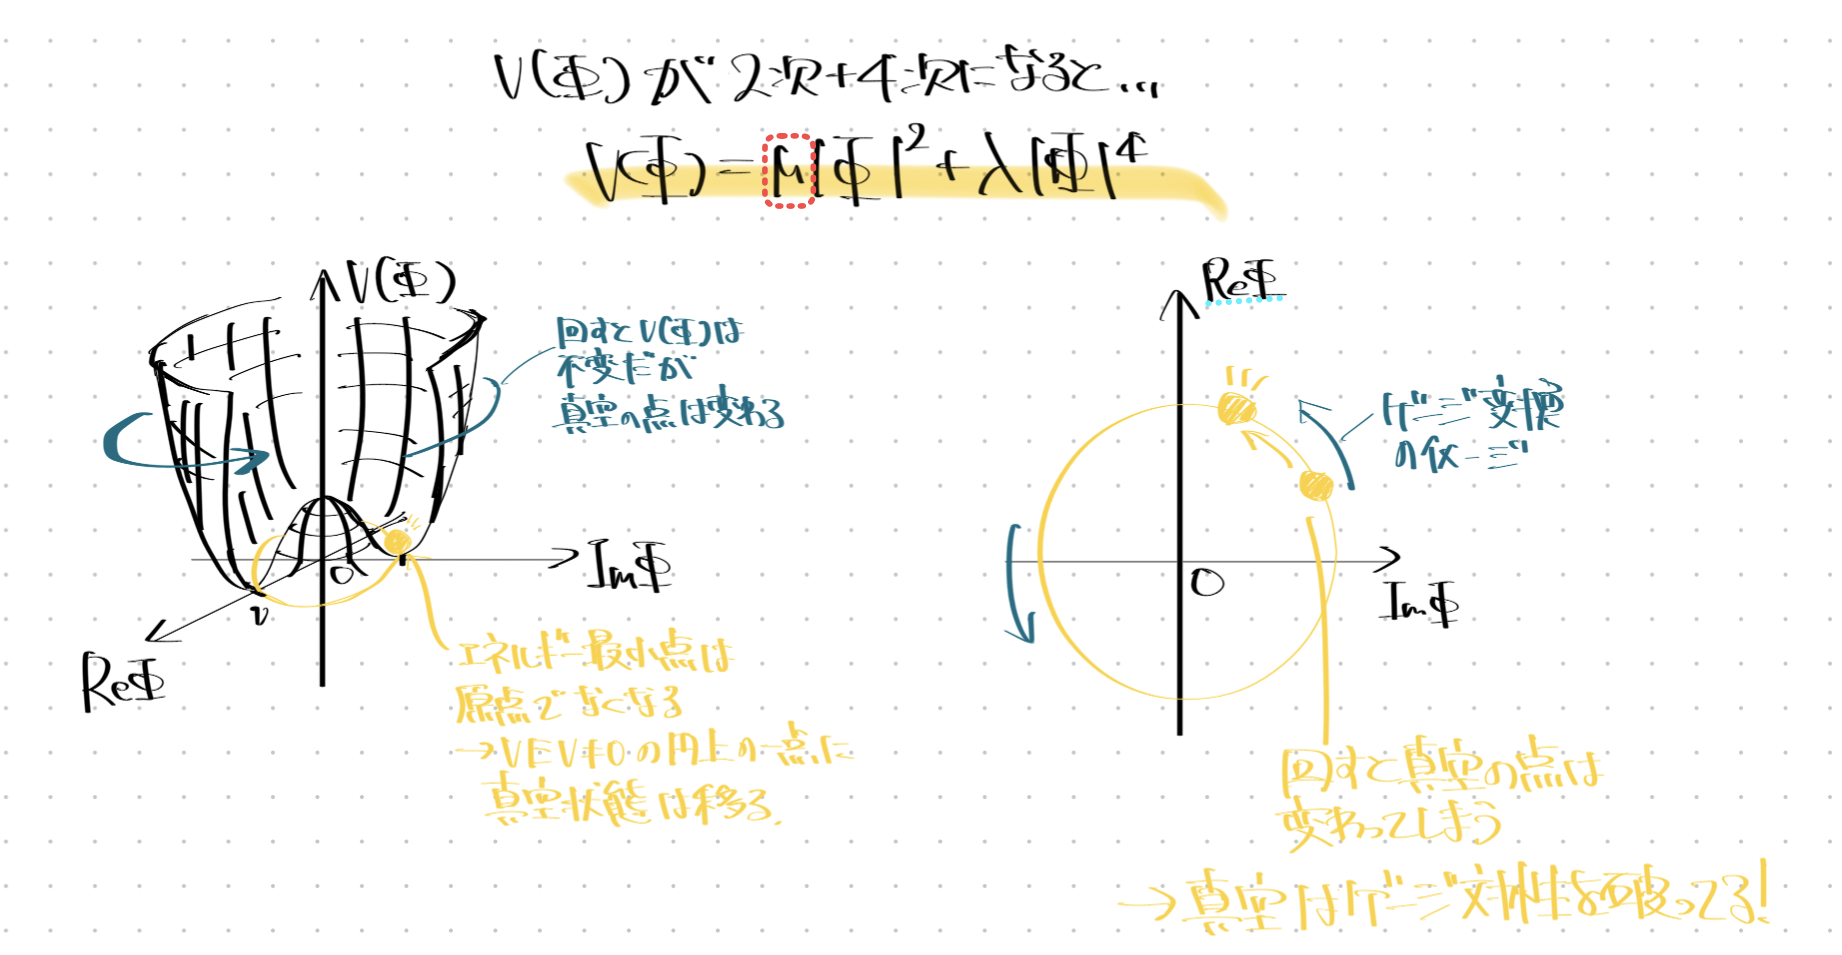 V(Φ)が2次+4次になると...
V(Φ)=μ|Φ|²+λ|Φ|⁴
V(Φ)
回すとV(Φ)は
不変だが
真空の点は変わる
O
v
ImΦ
ReΦ
エネルギー最小点は
原点でなくなる
→VEV≠0の円上の一点に
真空状態は移る.
ReΦ
ゲージ変換
のイメージ
O
ImΦ
回すと真空の点は
変わってしまう
→真空はゲージ対称性を破ってる!